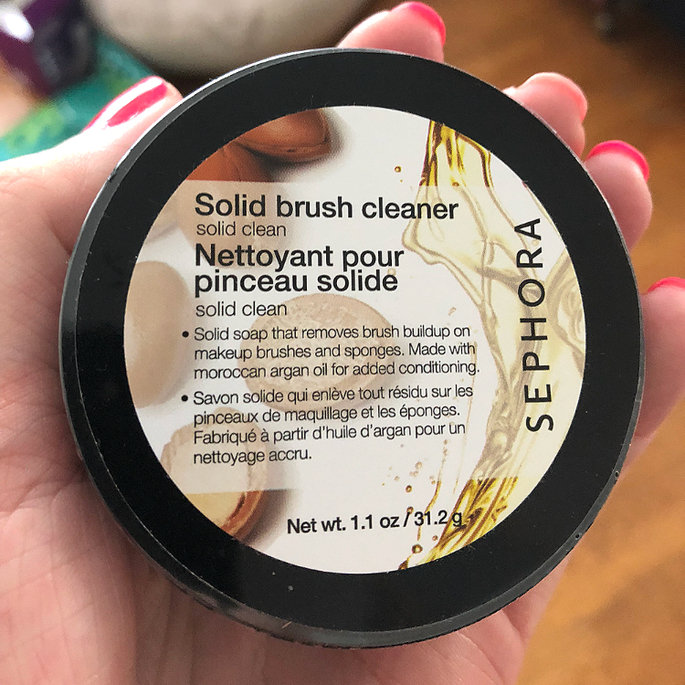 Solid brush cleaner
solid clean
Nettoyant pour
pinceau solide
solid clean
• Solid soap that removes brush buildup on
makeup brushes and sponges. Made with
moroccan argan oil for added conditioning.
• Savon solide qui enlève tout résidu sur les
pinceaux de maquillage et les éponges.
Fabriqué à partir d'huile d'argan pour un
nettoyage accru.
Net wt. 1.1 oz / 31.2 g
SEPHORA